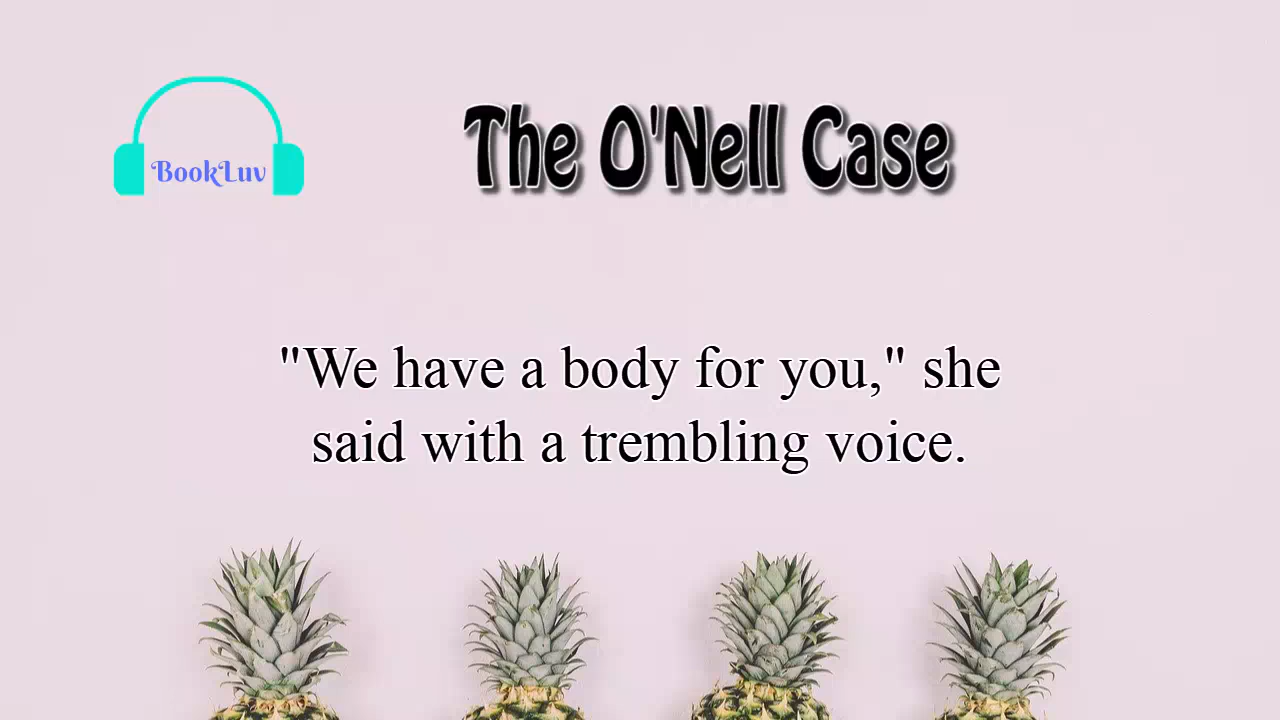 BookLuv
The O'Nell Case
"We have a body for you," she
said with a trembling voice.